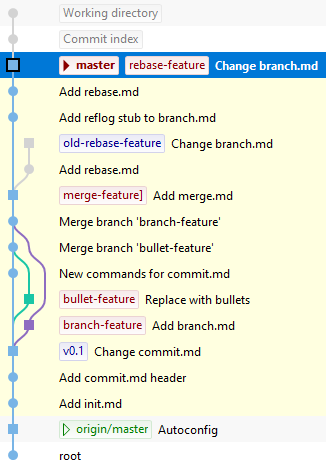 Working directory
Commit index
master rebase-feature Change branch.md
Add rebase.md
Add reflog stub to branch.md
old-rebase-feature Change branch.md
Add rebase.md
merge-feature] Add merge.md
Merge branch 'branch-feature'
Merge branch 'bullet-feature'
New commands for commit.md
bullet-feature Replace with bullets
branch-feature Add branch.md
v0.1 Change commit.md
Add commit.md header
Add init.md
origin/master Autoconfig
root